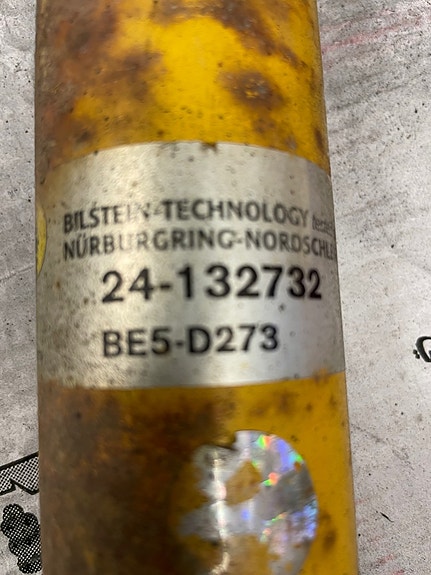 BILSTEIN-TECHNOLOGY
NÜRBURGRING-NORDSCHLE
24-132732
BE5-D273